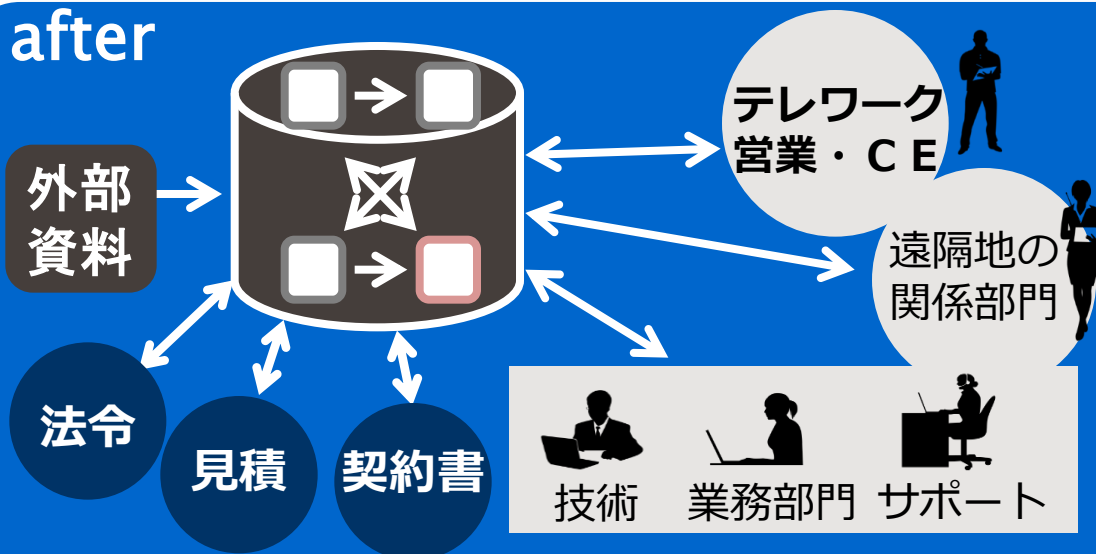 after
外部
資料
テレワーク
営業・ＣＥ
遠隔地の
関係部門
法令
見積
契約書
技術
業務部門
サポート